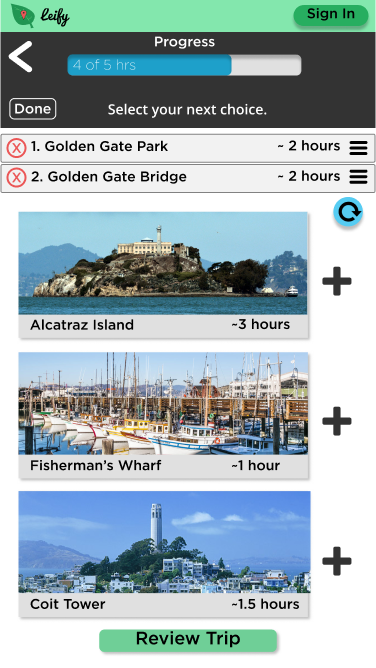 Leify
Sign In
Progress
4 of 5 hrs
Done
Select your next choice.
X 1. Golden Gate Park ~ 2 hours
X 2. Golden Gate Bridge ~ 2 hours
Alcatraz Island ~3 hours
Fisherman's Wharf ~1 hour
Coit Tower ~1.5 hours
Review Trip